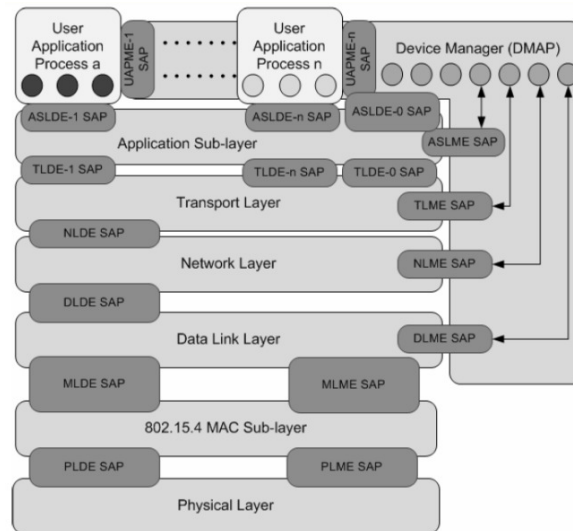 User
Application
Process a
UAPME-1
SAP
User
Application
Process n
UAPME-n
SAP
Device Manager (DMAP)
ASLDE-1 SAP
ASLDE-n SAP
ASLDE-0 SAP
Application Sub-layer
ASLME SAP
TLDE-1 SAP
TLDE-n SAP
TLDE-0 SAP
Transport Layer
TLME SAP
NLDE SAP
Network Layer
NLME SAP
DLDE SAP
Data Link Layer
DLME SAP
MLDE SAP
MLME SAP
802.15.4 MAC Sub-layer
PLDE SAP
PLME SAP
Physical Layer